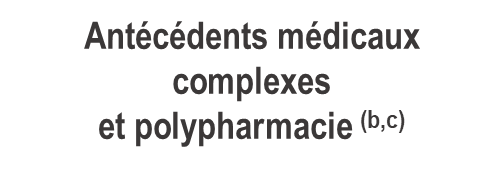 Antécédents médicaux
complexes
et polypharmacie (b,c)